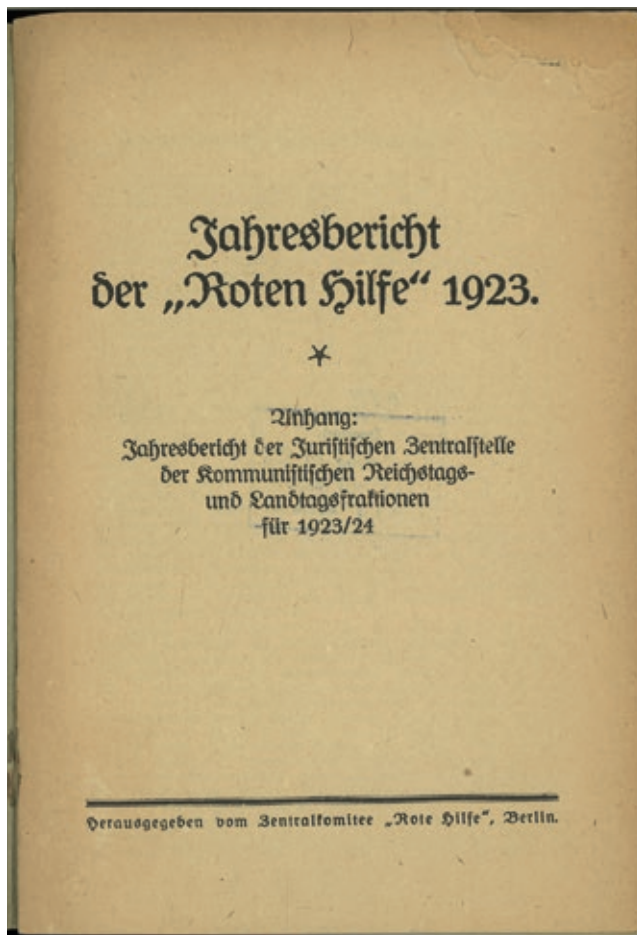 Jahresbericht
der „Roten Hilfe“ 1923.
Anhang:
Jahresbericht der Juristischen Zentralstelle
der Kommunistischen Reichstags-
und Landtagsfraktionen
für 1923/24
Herausgegeben vom Zentralkomitee „Rote Hilfe“, Berlin.